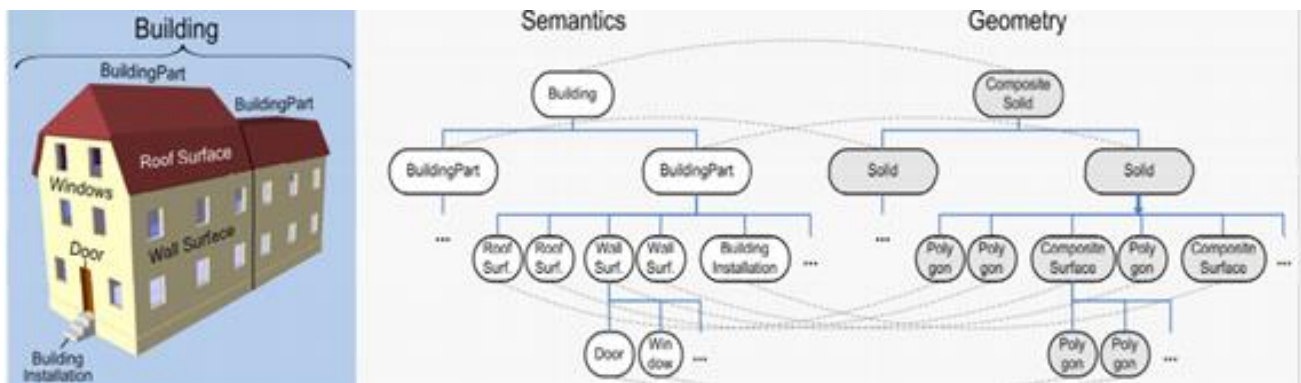 Building
BuildingPart
BuildingPart
Roof Surface
Windows
Door
Wall Surface
Building
Installation
Semantics
Geometry
Building
Composite
Solid
BuildingPart
BuildingPart
Solid
Solid
...
Roof
Surf.
Roof
Surf.
Wall
Surf.
Wall
Surf.
Building
Installation
...
...
Poly
gon
Poly
gon
Composite
Surface
Poly
gon
Composite
Surface
...
Door
Win
dow
...
Poly
gon
Poly
gon
...